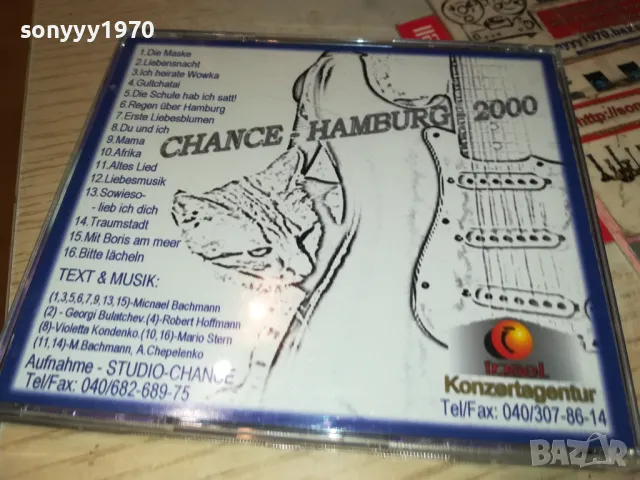 sonyyy1970
1.Die Maske
2.Liebensnacht
3.Ich heirate Wowka
4.Gultchatai
5.Die Schule hab ich satt!
6.Regen über Hamburg
7.Erste Liebesblumen
8.Du und ich
9.Mama
10.Afrika
11.Altes Lied
12.Liebesmusik
13.Sowieso-
- lieb ich dich
14.Traumstadt
15.Mit Boris am meer
16.Bitte lächeln
CHANCE - HAMBURG 2000
TEXT & MUSIK:
(1,3,5,6,7,9,13,15)-Micnael Bachmann
(2) - Georgi Bulatchev.(4)-Robert Hoffmann
(8)-Violetta Kondenko.(10,16)-Mario Stern
(11,14)-M.Bachmann, A.Chepelenko
Aufnahme - STUDIO-CHANCE
Tel/Fax: 040/682-689-75
Konzertagentur
Tel/Fax: 040/307-86-14
http://so
BAZAR
.bg